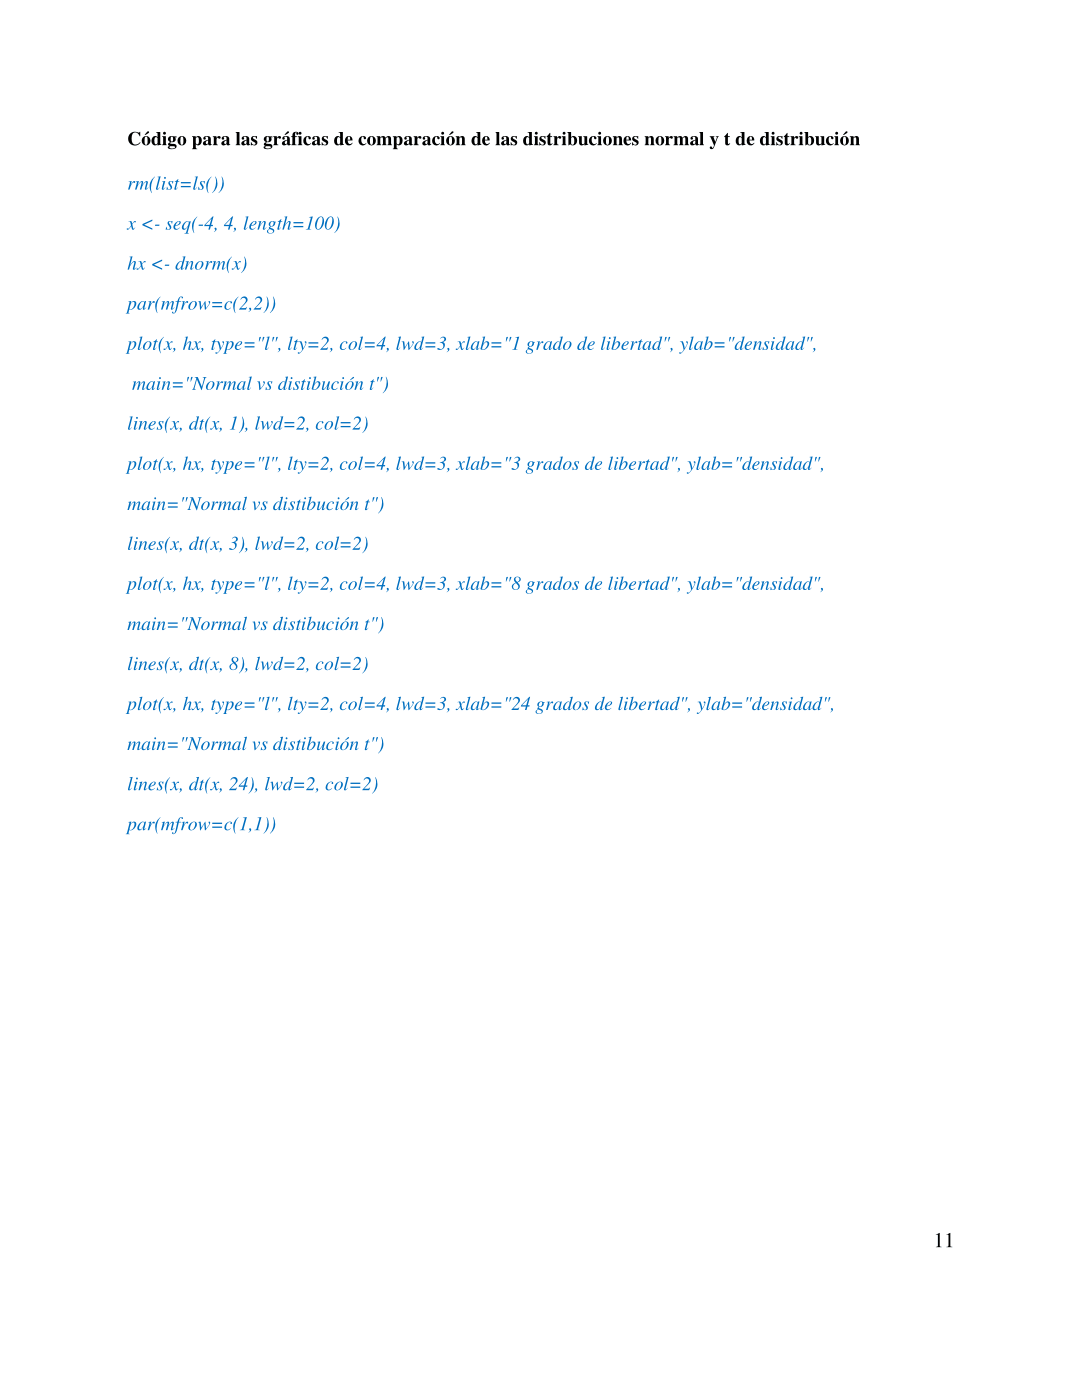 Código para las gráficas de comparación de las distribuciones normal y t de distribución
rm(list=ls())
x <- seq(-4, 4, length=100)
hx <- dnorm(x)
par(mfrow=c(2,2))
plot(x, hx, type="l", lty=2, col=4, lwd=3, xlab="1 grado de libertad", ylab="densidad",
main="Normal vs distibución t")
lines(x, dt(x, 1), lwd=2, col=2)
plot(x, hx, type="l", lty=2, col=4, lwd=3, xlab="3 grados de libertad", ylab="densidad",
main="Normal vs distibución t")
lines(x, dt(x, 3), lwd=2, col=2)
plot(x, hx, type="l", lty=2, col=4, lwd=3, xlab="8 grados de libertad", ylab="densidad",
main="Normal vs distibución t")
lines(x, dt(x, 8), lwd=2, col=2)
plot(x, hx, type="l", lty=2, col=4, lwd=3, xlab="24 grados de libertad", ylab="densidad",
main="Normal vs distibución t")
lines(x, dt(x, 24), lwd=2, col=2)
par(mfrow=c(1,1))
11